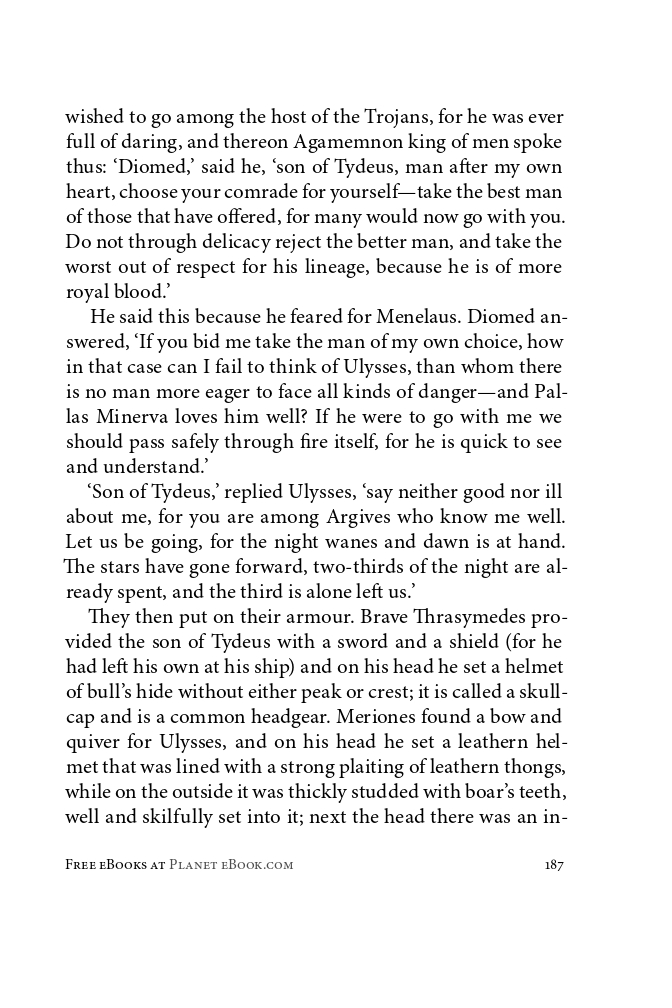 wished to go among the host of the Trojans, for he was ever
full of daring, and thereon Agamemnon king of men spoke
thus: ‘Diomed,’ said he, ‘son of Tydeus, man after my own
heart, choose your comrade for yourself—take the best man
of those that have offered, for many would now go with you.
Do not through delicacy reject the better man, and take the
worst out of respect for his lineage, because he is of more
royal blood.’
He said this because he feared for Menelaus. Diomed an-
swered, ‘If you bid me take the man of my own choice, how
in that case can I fail to think of Ulysses, than whom there
is no man more eager to face all kinds of danger—and Pal-
las Minerva loves him well? If he were to go with me we
should pass safely through fire itself, for he is quick to see
and understand.’
‘Son of Tydeus,’ replied Ulysses, ‘say neither good nor ill
about me, for you are among Argives who know me well.
Let us be going, for the night wanes and dawn is at hand.
The stars have gone forward, two-thirds of the night are al-
ready spent, and the third is alone left us.’
They then put on their armour. Brave Thrasymedes pro-
vided the son of Tydeus with a sword and a shield (for he
had left his own at his ship) and on his head he set a helmet
of bull’s hide without either peak or crest; it is called a skull-
cap and is a common headgear. Meriones found a bow and
quiver for Ulysses, and on his head he set a leathern hel-
met that was lined with a strong plaiting of leathern thongs,
while on the outside it was thickly studded with boar’s teeth,
well and skilfully set into it; next the head there was an in-
Free eBooks at Planet eBook.com 187